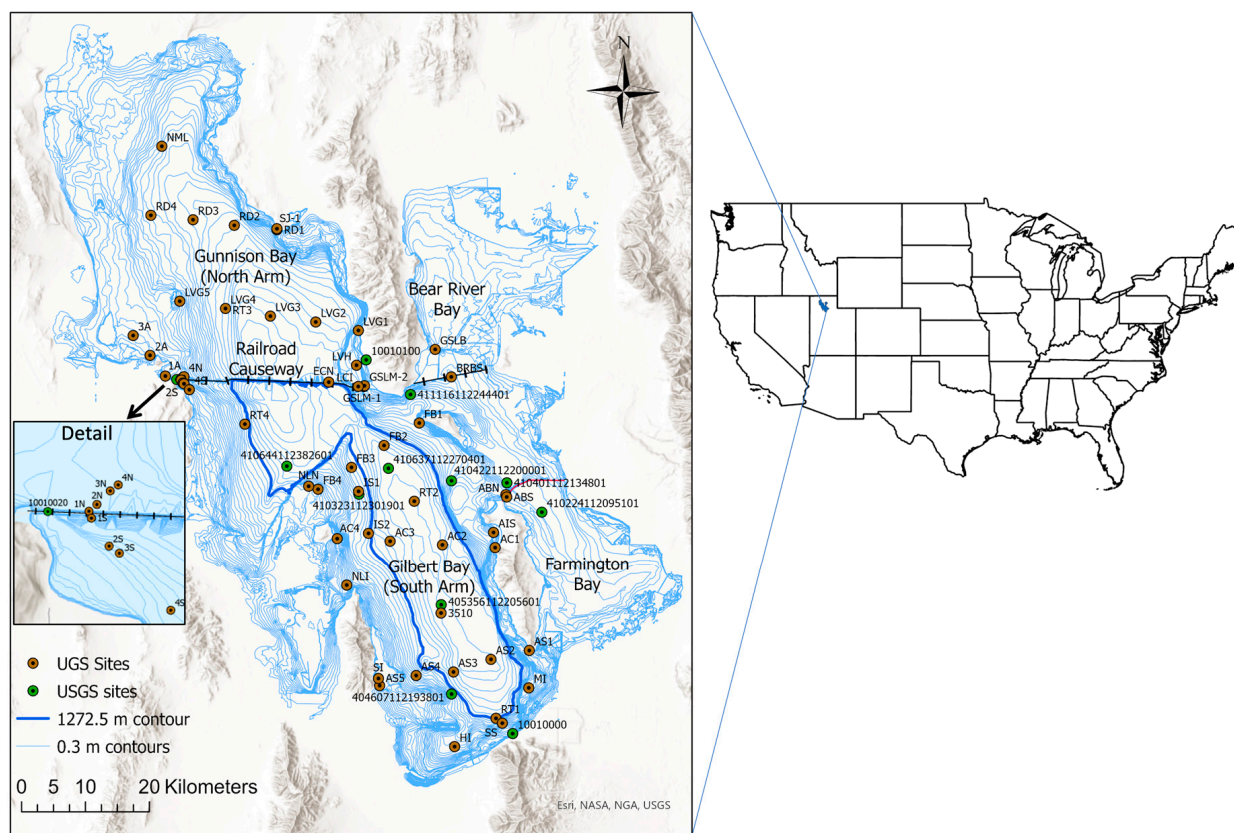 N
NML
RD4
RD3
RD2
SJ-1
RD1
Gunnison Bay
(North Arm)
Bear River
Bay
LVG5
LVG4
RT3
LVG3
LVG2
LVG1
3A
2A
1A
4N
4S
2S
Railroad
Causeway
ECN
LVH
LCI
10010100
GSLM-2
GSLM-1
GSLB
BRBS
411116112244401
FB1
RT4
FB2
410644112382601
FB3
410637112270401
410422112200001
410401112134801
NLN
FB4
IS1
RT2
ABN
ABS
410323112301901
410224112095101
AC4
IS2
AC3
AC2
AIS
AC1
Gilbert Bay
(South Arm)
Farmington
Bay
NLI
405356112205601
3510
AS1
AS2
AS3
AS4
SI
AS5
MI
404607112193801
RT1
SS
10010000
HI
Detail
4N
3N
2N
10010020
1N
1S
2S
3S
4S
UGS Sites
USGS sites
1272.5 m contour
0.3 m contours
0 5 10 20 Kilometers
Esri, NASA, NGA, USGS